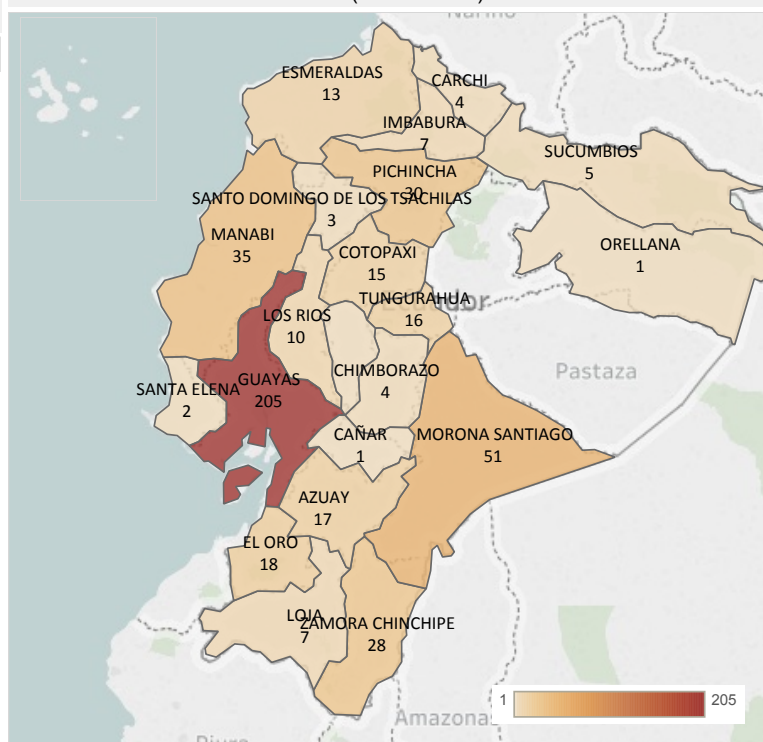 ESMERALDAS
13
CARCHI
4
IMBABURA
7
SUCUMBIOS
5
PICHINCHA
30
SANTO DOMINGO DE LOS TSACHILAS
3
MANABI
35
ORELLANA
1
COTOPAXI
15
TUNGURAHUA
16
LOS RIOS
10
Pastaza
CHIMBORAZO
4
GUAYAS
205
SANTA ELENA
2
CAÑAR
1
MORONA SANTIAGO
51
AZUAY
17
EL ORO
18
LOJA
7
ZAMORA CHINCHIPE
28
1
205